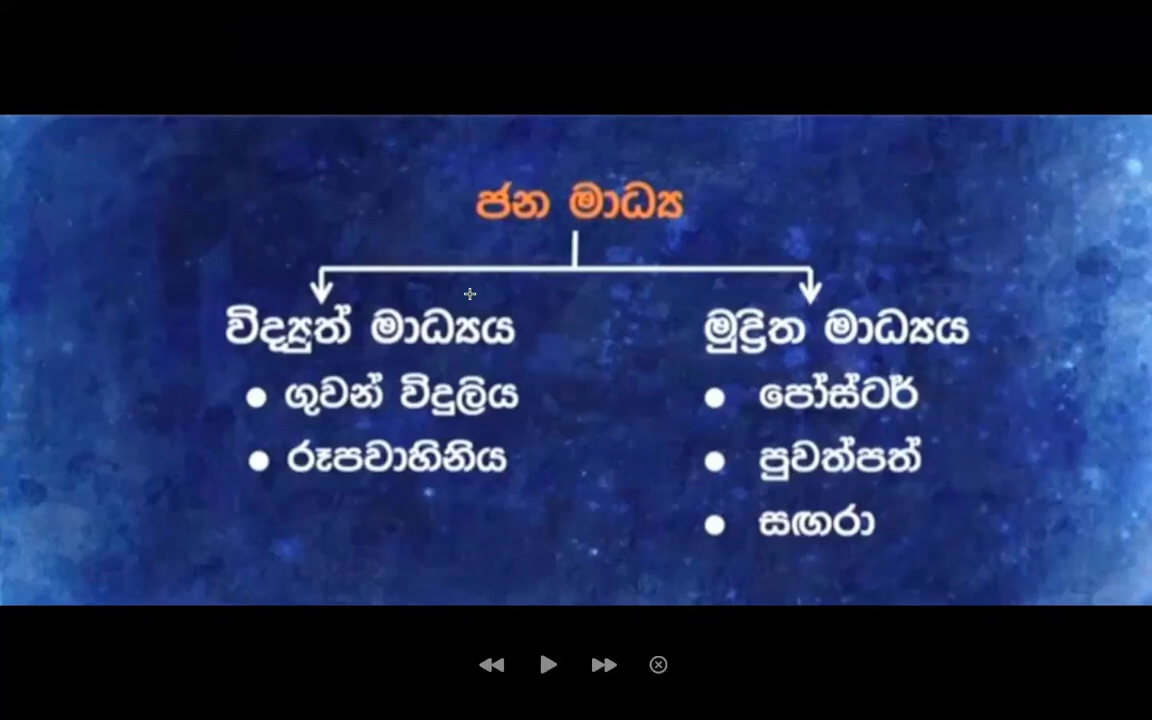 ජන මාධ්‍ය
විද්‍යුත් මාධ්‍යය
• ගුවන් විදුලිය
• රූපවාහිනිය
මුද්‍රිත මාධ්‍යය
• පෝස්ටර්
• පුවත්පත්
• සඟරා